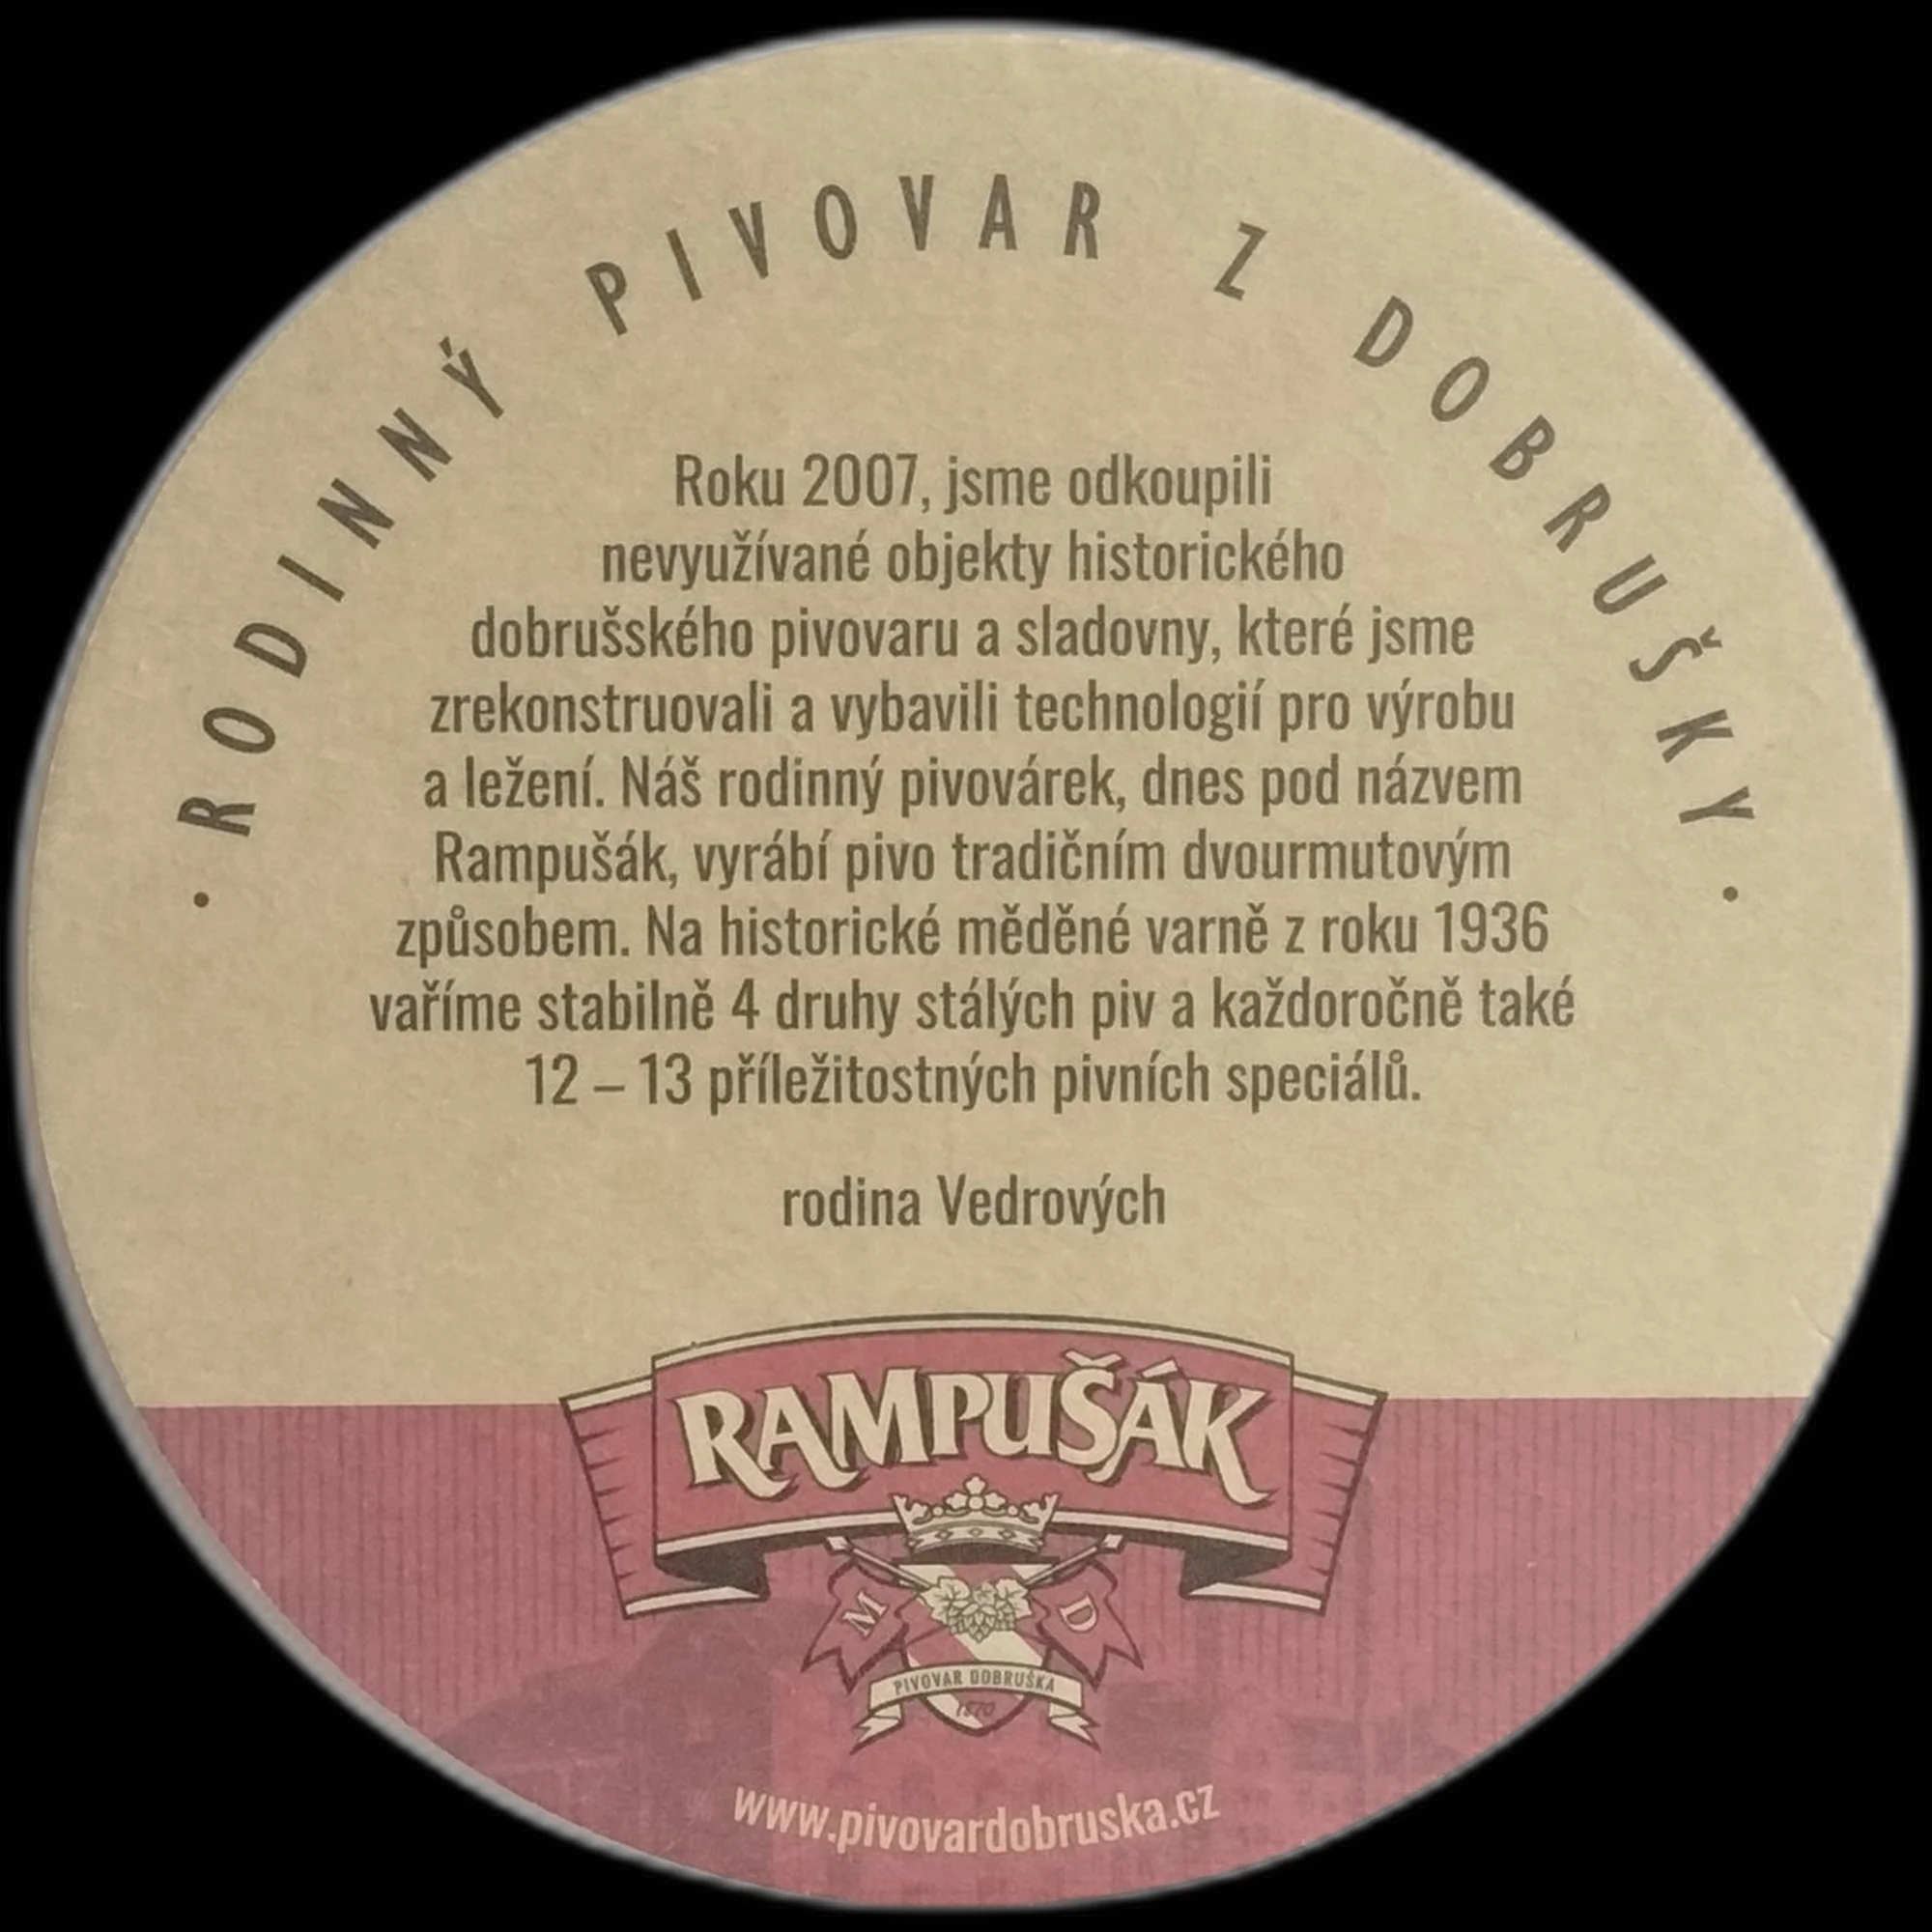 • RODINNÝ PIVOVAR Z DOBRUŠKY •
Roku 2007, jsme odkoupili
nevyužívané objekty historického
dobrušského pivovaru a sladovny, které jsme
zrekonstruovali a vybavili technologií pro výrobu
a ležení. Náš rodinný pivovárek, dnes pod názvem
Rampušák, vyrábí pivo tradičním dvourmutovým
způsobem. Na historické měděné varně z roku 1936
vaříme stabilně 4 druhy stálých piv a každoročně také
12 – 13 příležitostných pivních speciálů.
rodina Vedrových
RAMPUŠÁK
M D
PIVOVAR DOBRUŠKA
1870
www.pivovardobruska.cz